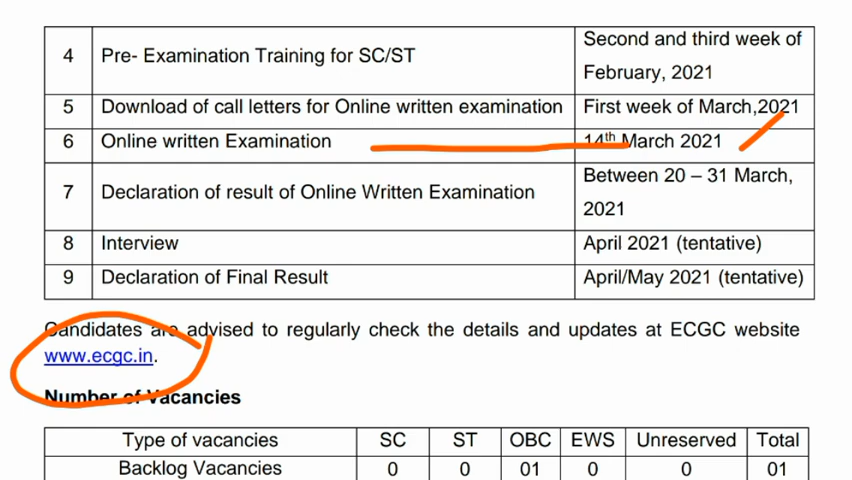 4 Pre- Examination Training for SC/ST Second and third week of
February, 2021
5 Download of call letters for Online written examination First week of March,2021
6 Online written Examination 14th March 2021
7 Declaration of result of Online Written Examination Between 20 – 31 March,
2021
8 Interview April 2021 (tentative)
9 Declaration of Final Result April/May 2021 (tentative)
Candidates are advised to regularly check the details and updates at ECGC website
www.ecgc.in.
Number of Vacancies
Type of vacancies SC ST OBC EWS Unreserved Total
Backlog Vacancies 0 0 01 0 0 01